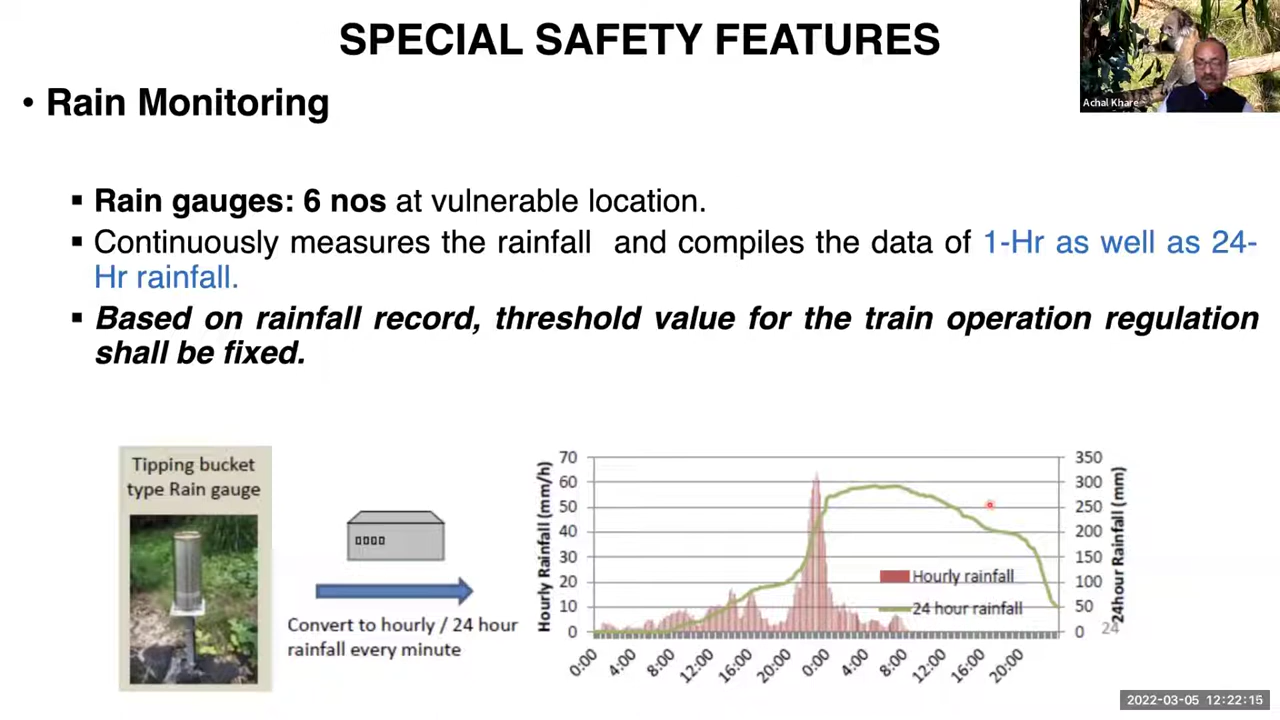 SPECIAL SAFETY FEATURES
• Rain Monitoring
Achal Khare
▪ Rain gauges: 6 nos at vulnerable location.
▪ Continuously measures the rainfall and compiles the data of 1-Hr as well as 24-
Hr rainfall.
▪ Based on rainfall record, threshold value for the train operation regulation
shall be fixed.
Tipping bucket
type Rain gauge
Convert to hourly / 24 hour
rainfall every minute
Hourly Rainfall (mm/h)
70
60
50
40
30
20
10
0
350
300
250
200
150
100
50
0
24hour Rainfall (mm)
Hourly rainfall
24 hour rainfall
0:00 4:00 8:00 12:00 16:00 20:00 0:00 4:00 8:00 12:00 16:00 20:00
24
2022-03-05 12:22:15